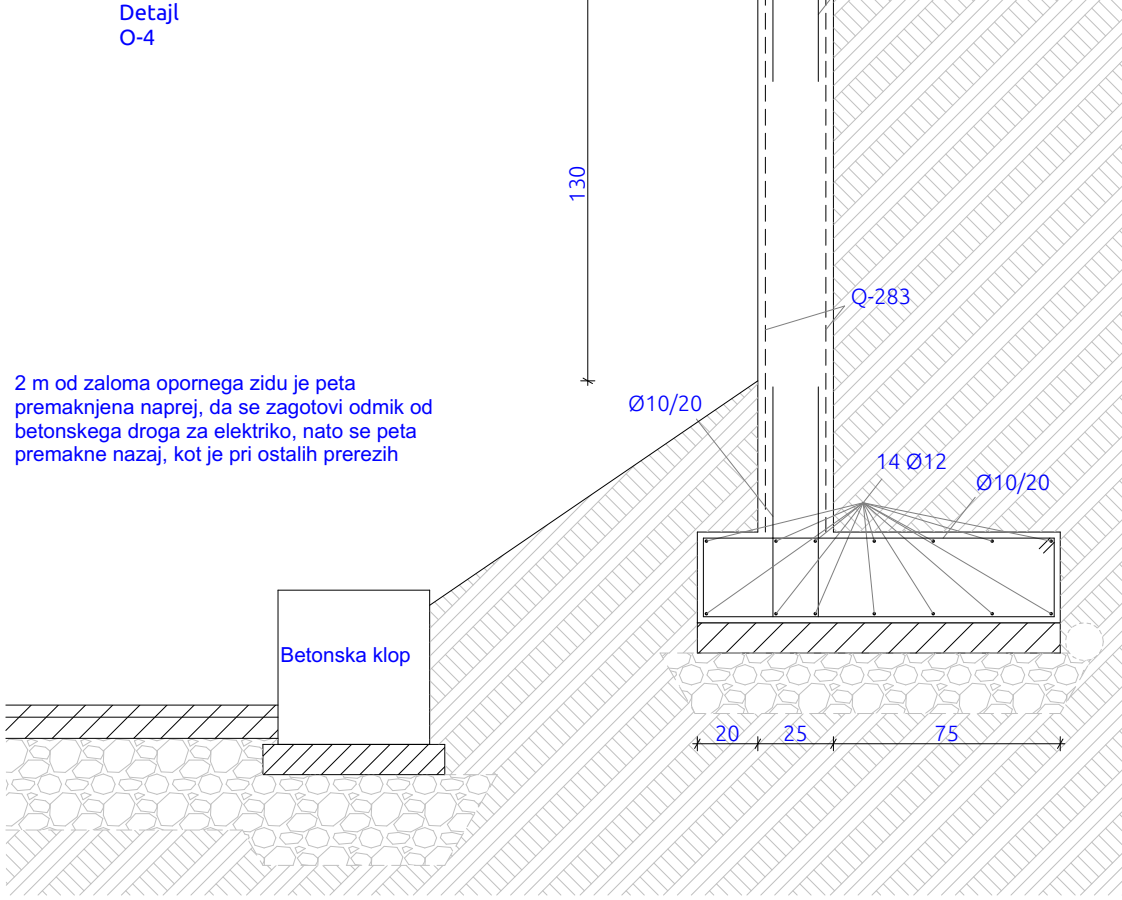 Detajl
O-4
130
Q-283
2 m od zaloma opornega zidu je peta
premaknjena naprej, da se zagotovi odmik od
betonskega droga za elektriko, nato se peta
premakne nazaj, kot je pri ostalih prerezih
Ø10/20
14 Ø12
Ø10/20
Betonska klop
20
25
75